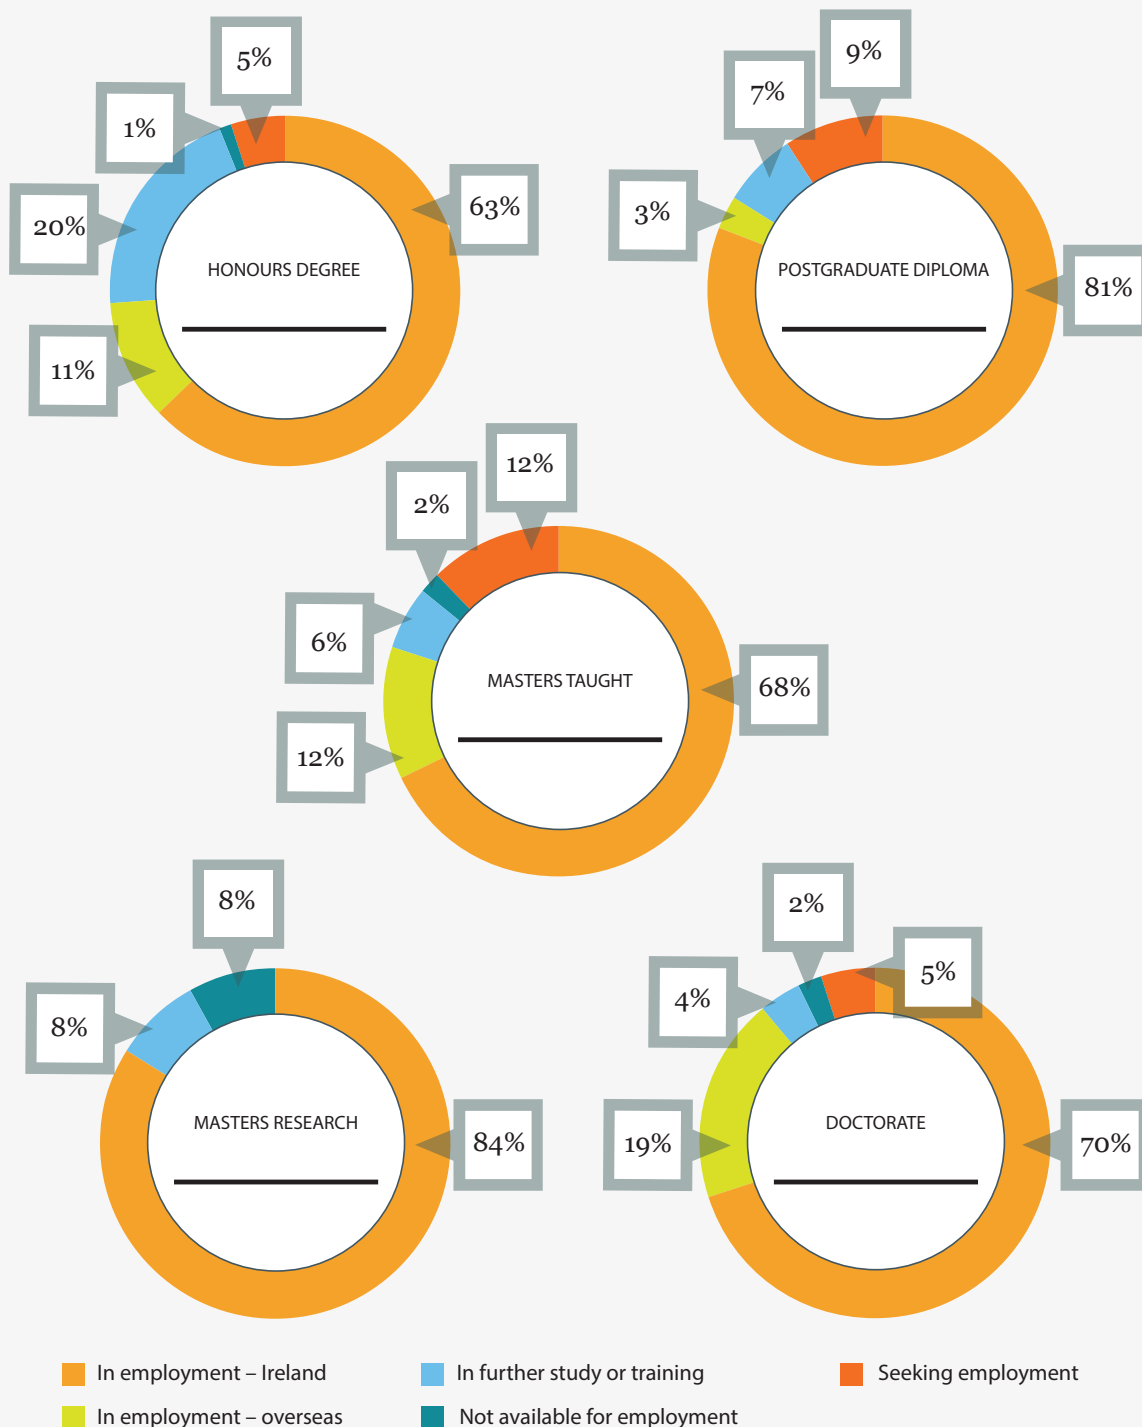 5%
1%
63%
20%
HONOURS DEGREE
11%
9%
7%
3%
POSTGRADUATE DIPLOMA
81%
12%
2%
6%
MASTERS TAUGHT
68%
12%
8%
8%
MASTERS RESEARCH
84%
2%
5%
4%
DOCTORATE
19%
70%
In employment – Ireland
In further study or training
Seeking employment
In employment – overseas
Not available for employment